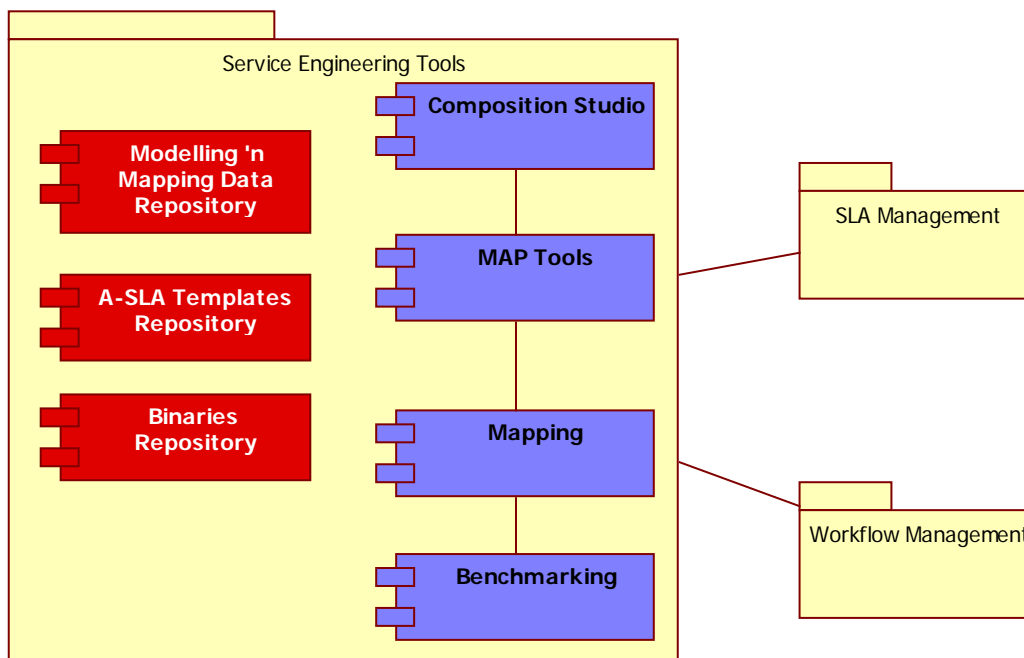 Service Engineering Tools
Composition Studio
Modelling 'n
Mapping Data
Repository
MAP Tools
A-SLA Templates
Repository
Mapping
Binaries
Repository
Benchmarking
SLA Management
Workflow Management